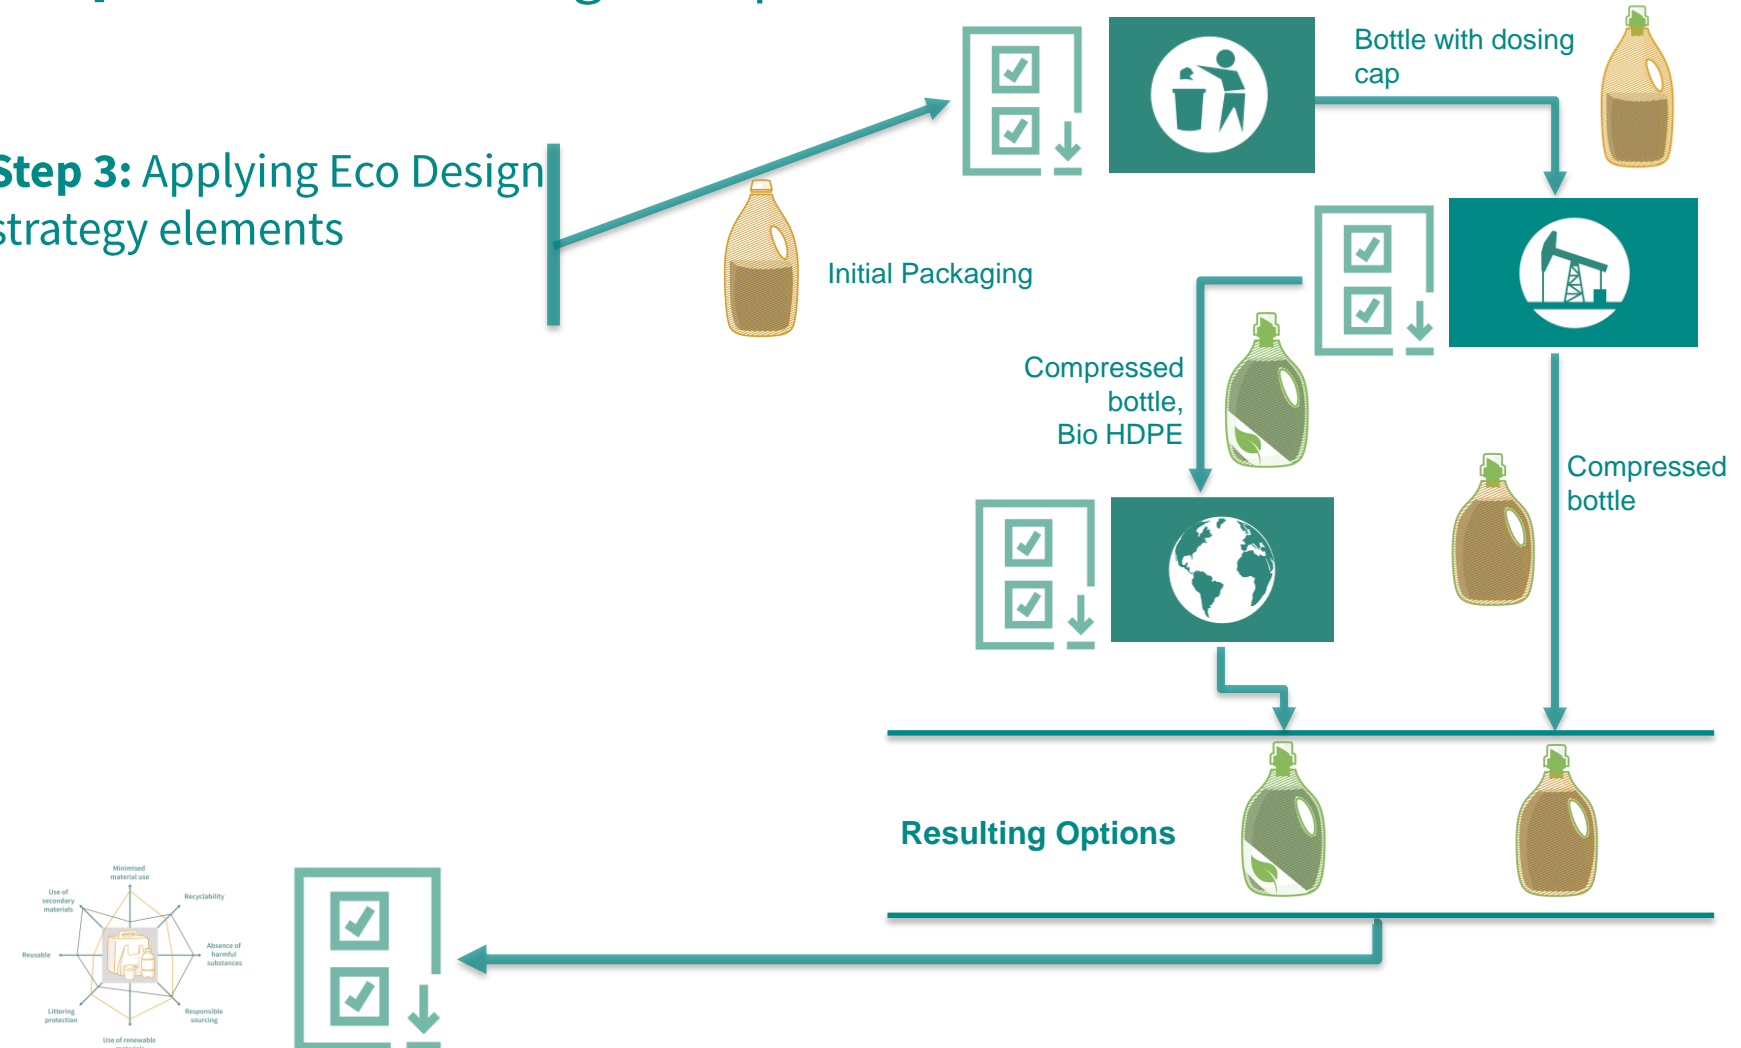 Step 3: Applying Eco Design
strategy elements
Bottle with dosing
cap
Initial Packaging
Compressed
bottle,
Bio HDPE
Compressed
bottle
Resulting Options
Minimised
material use
Use of
secondary
materials
Recyclability
Reusable
Absence of
harmful
substances
Littering
protection
Responsible
sourcing
Use of renewable